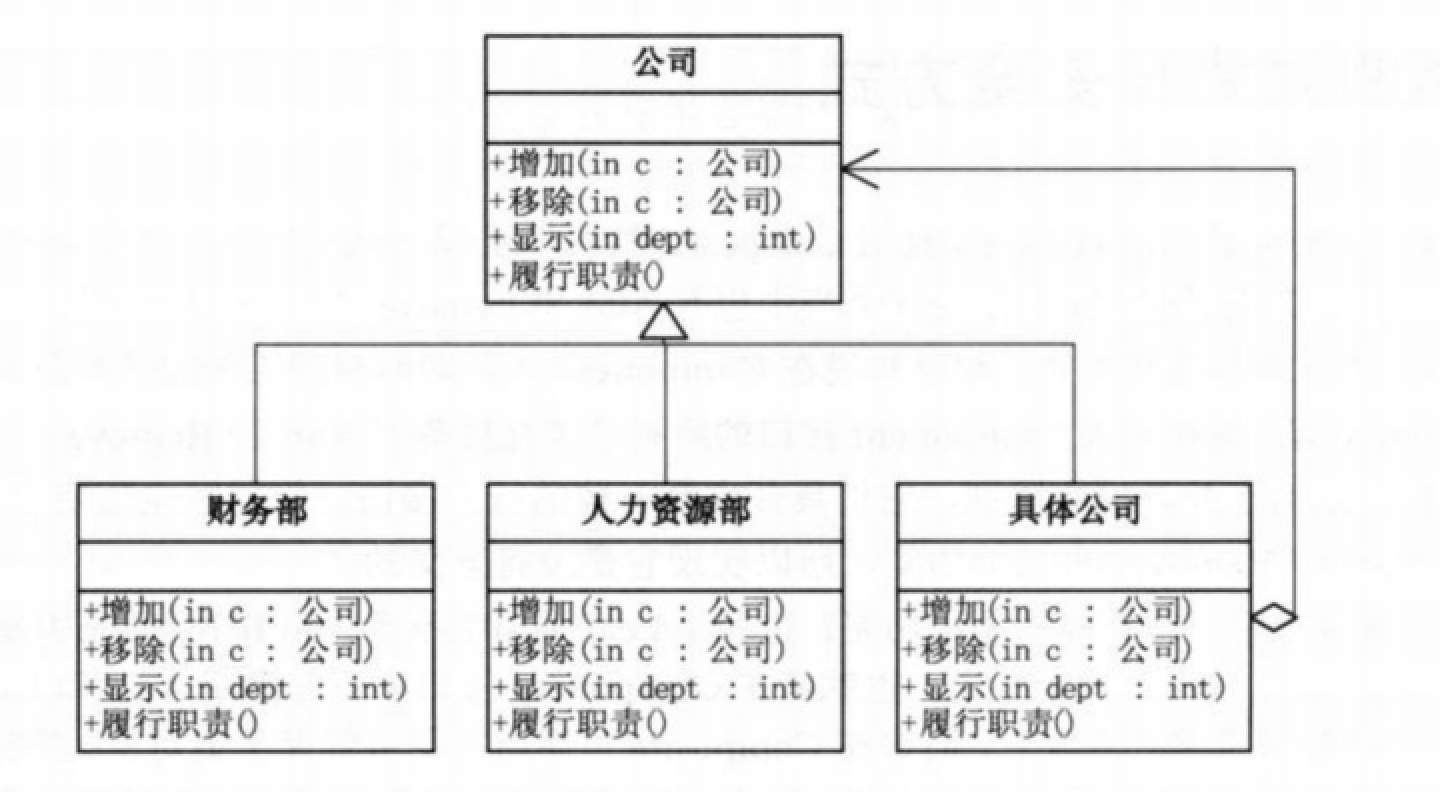 公司
+增加(in c : 公司)
+移除(in c : 公司)
+显示(in dept : int)
+履行职责()
财务部
+增加(in c : 公司)
+移除(in c : 公司)
+显示(in dept : int)
+履行职责()
人力资源部
+增加(in c : 公司)
+移除(in c : 公司)
+显示(in dept : int)
+履行职责()
具体公司
+增加(in c : 公司)
+移除(in c : 公司)
+显示(in dept : int)
+履行职责()